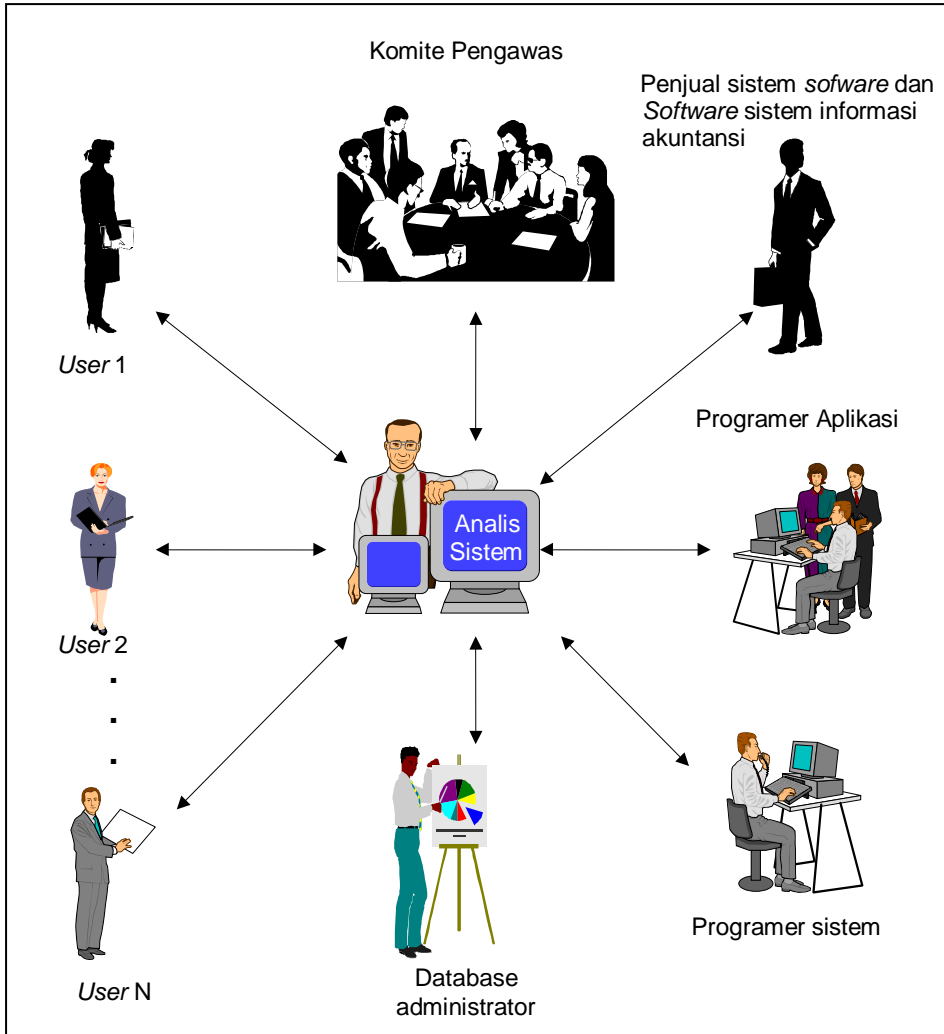 Komite Pengawas
Penjual sistem sofware dan
Software sistem informasi
akuntansi
User 1
Programer Aplikasi
Analis
Sistem
User 2
Programer sistem
Database
administrator
User N